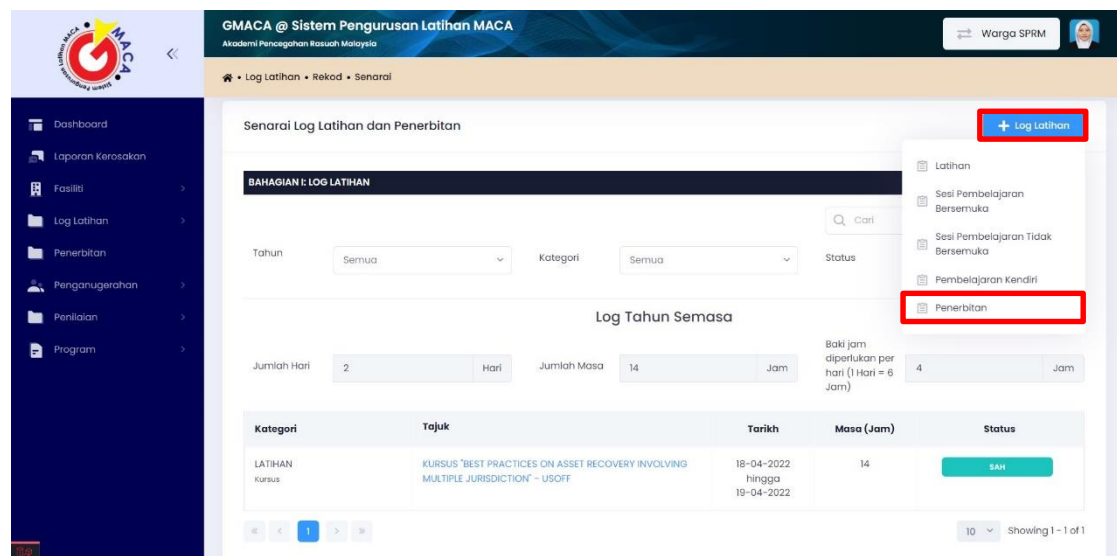 GMACA @ Sistem Pengurusan Latihan MACA
Akademi Pencegahan Rasuah Malaysia
Warga SPRM
Sistem Pengurusan Latihan MACA
MACA
Log Latihan • Rekod • Senarai
Dashboard
Laporan Kerosakan
Fasiliti
Log Latihan
Penerbitan
Penganugerahan
Penilaian
Program
Senarai Log Latihan dan Penerbitan
+ Log Latihan
Latihan
Sesi Pembelajaran
Bersemuka
Sesi Pembelajaran Tidak
Bersemuka
Pembelajaran Kendiri
Penerbitan
BAHAGIAN I: LOG LATIHAN
Cari
Tahun
Semua
Kategori
Semua
Status
Log Tahun Semasa
Jumlah Hari
2
Hari
Jumlah Masa
14
Jam
Baki jam
diperlukan per
hari (1 Hari = 6
Jam)
4
Jam
Kategori
Tajuk
Tarikh
Masa (Jam)
Status
LATIHAN
Kursus
KURSUS "BEST PRACTICES ON ASSET RECOVERY INVOLVING
MULTIPLE JURISDICTION" - USOFF
18-04-2022
hingga
19-04-2022
14
SAH
« < 1 > »
10
Showing 1 - 1 of 1